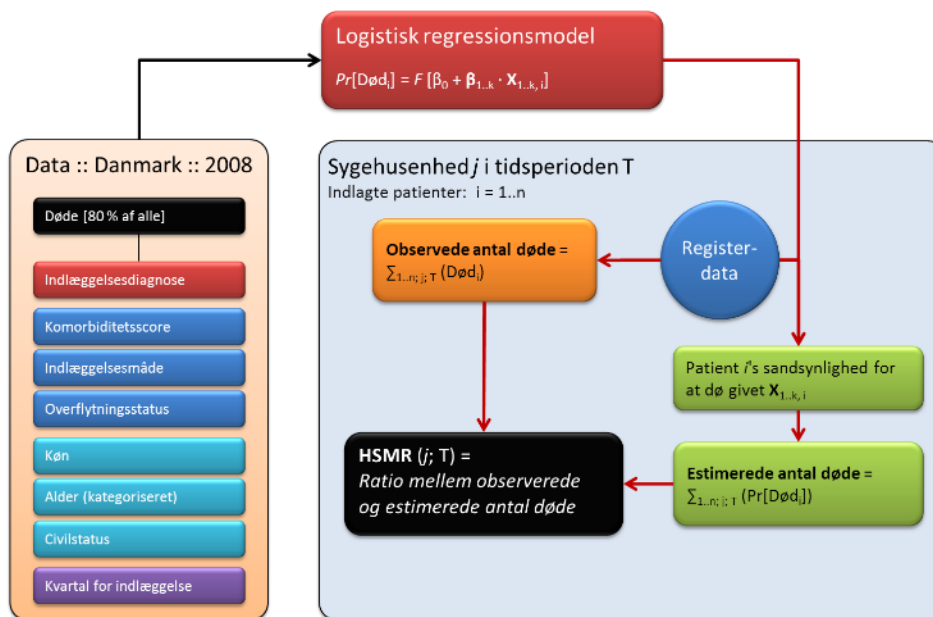 Logistisk regressionsmodel
Pr[Død_i] = F [β_0 + β_1..k · X_1..k, i]
Data :: Danmark :: 2008
Døde [80 % af alle]
Indlæggelsesdiagnose
Komorbiditetsscore
Indlæggelsesmåde
Overflytningsstatus
Køn
Alder (kategoriseret)
Civilstatus
Kvartal for indlæggelse
Sygehusenhed j i tidsperioden T
Indlagte patienter: i = 1..n
Observede antal døde =
∑_1..n; j; T (Død_i)
Register-
data
Patient i's sandsynlighed for
at dø givet X_1..k, i
HSMR (j; T) =
Ratio mellem observerede
og estimerede antal døde
Estimerede antal døde =
∑_1..n; j; T (Pr[Død_i])